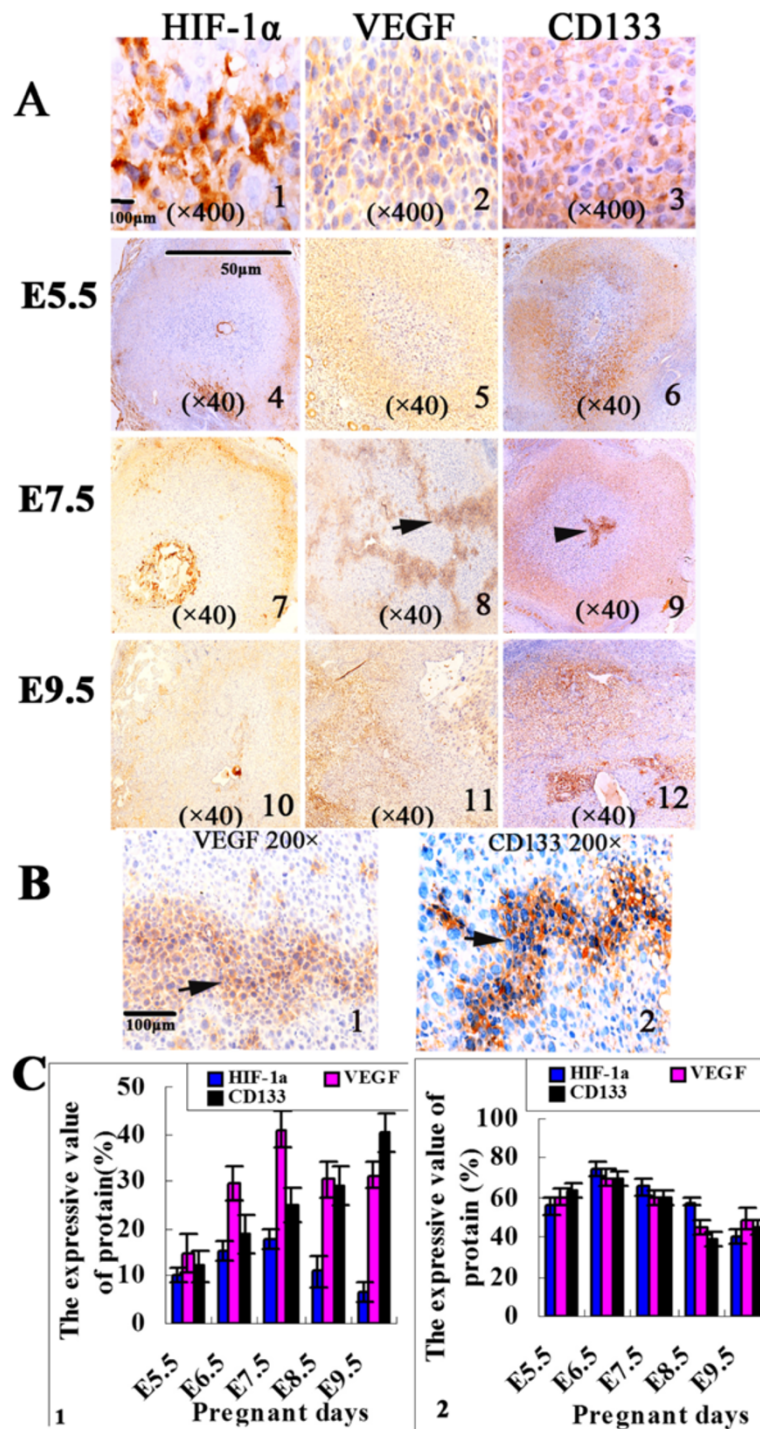 HIF-1α VEGF CD133
A
100μm
(×400) 1
(×400) 2
(×400) 3
E5.5
50μm
(×40) 4
(×40) 5
(×40) 6
E7.5
(×40) 7
(×40) 8
(×40) 9
E9.5
(×40) 10
(×40) 11
(×40) 12
B
VEGF 200×
100μm
1
CD133 200×
2
C
HIF-1a VEGF
CD133
The expressive value
of protain(%)
50
40
30
20
10
0
E5.5 E6.5 E7.5 E8.5 E9.5
Pregnant days
1
HIF-1a VEGF
CD133
The expressive value of
protain (%)
100
80
60
40
20
0
E5.5 E6.5 E7.5 E8.5 E9.5
Pregnant days
2